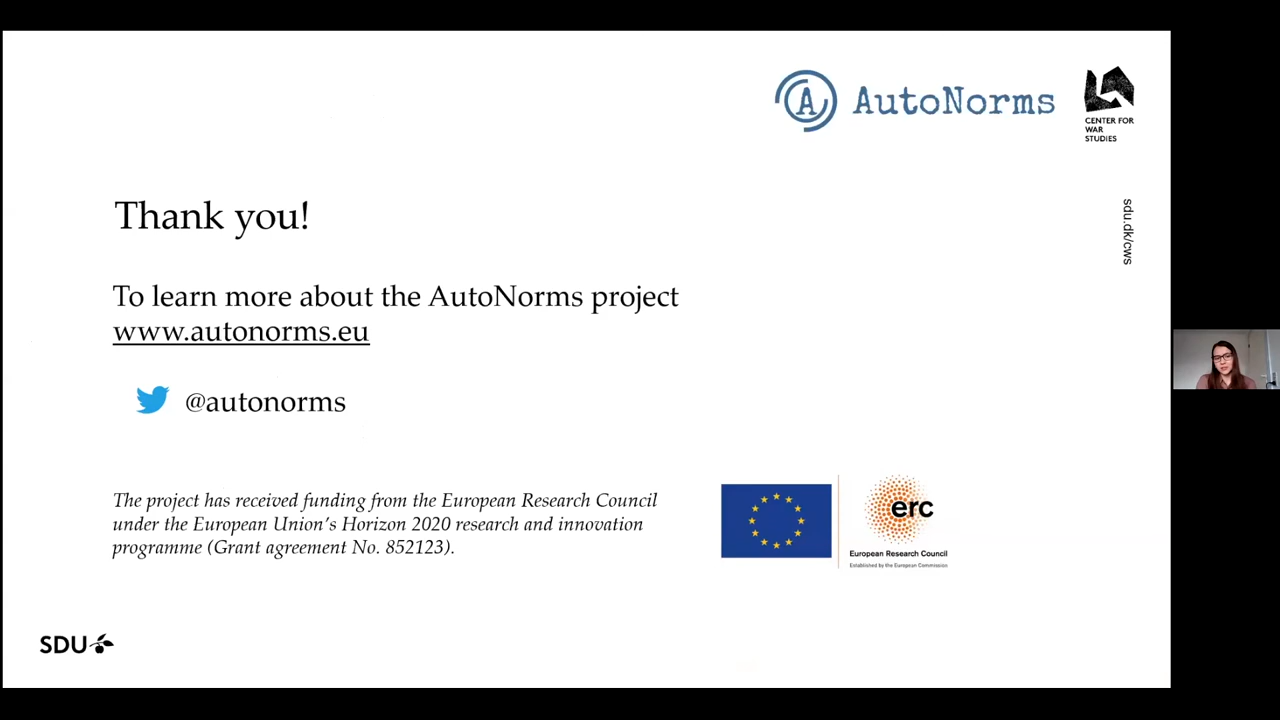 A AutoNorms
CENTER FOR
WAR
STUDIES
sdu.dk/cws
Thank you!
To learn more about the AutoNorms project
www.autonorms.eu
@autonorms
The project has received funding from the European Research Council
under the European Union's Horizon 2020 research and innovation
programme (Grant agreement No. 852123).
erc
European Research Council
Established by the European Commission
SDU